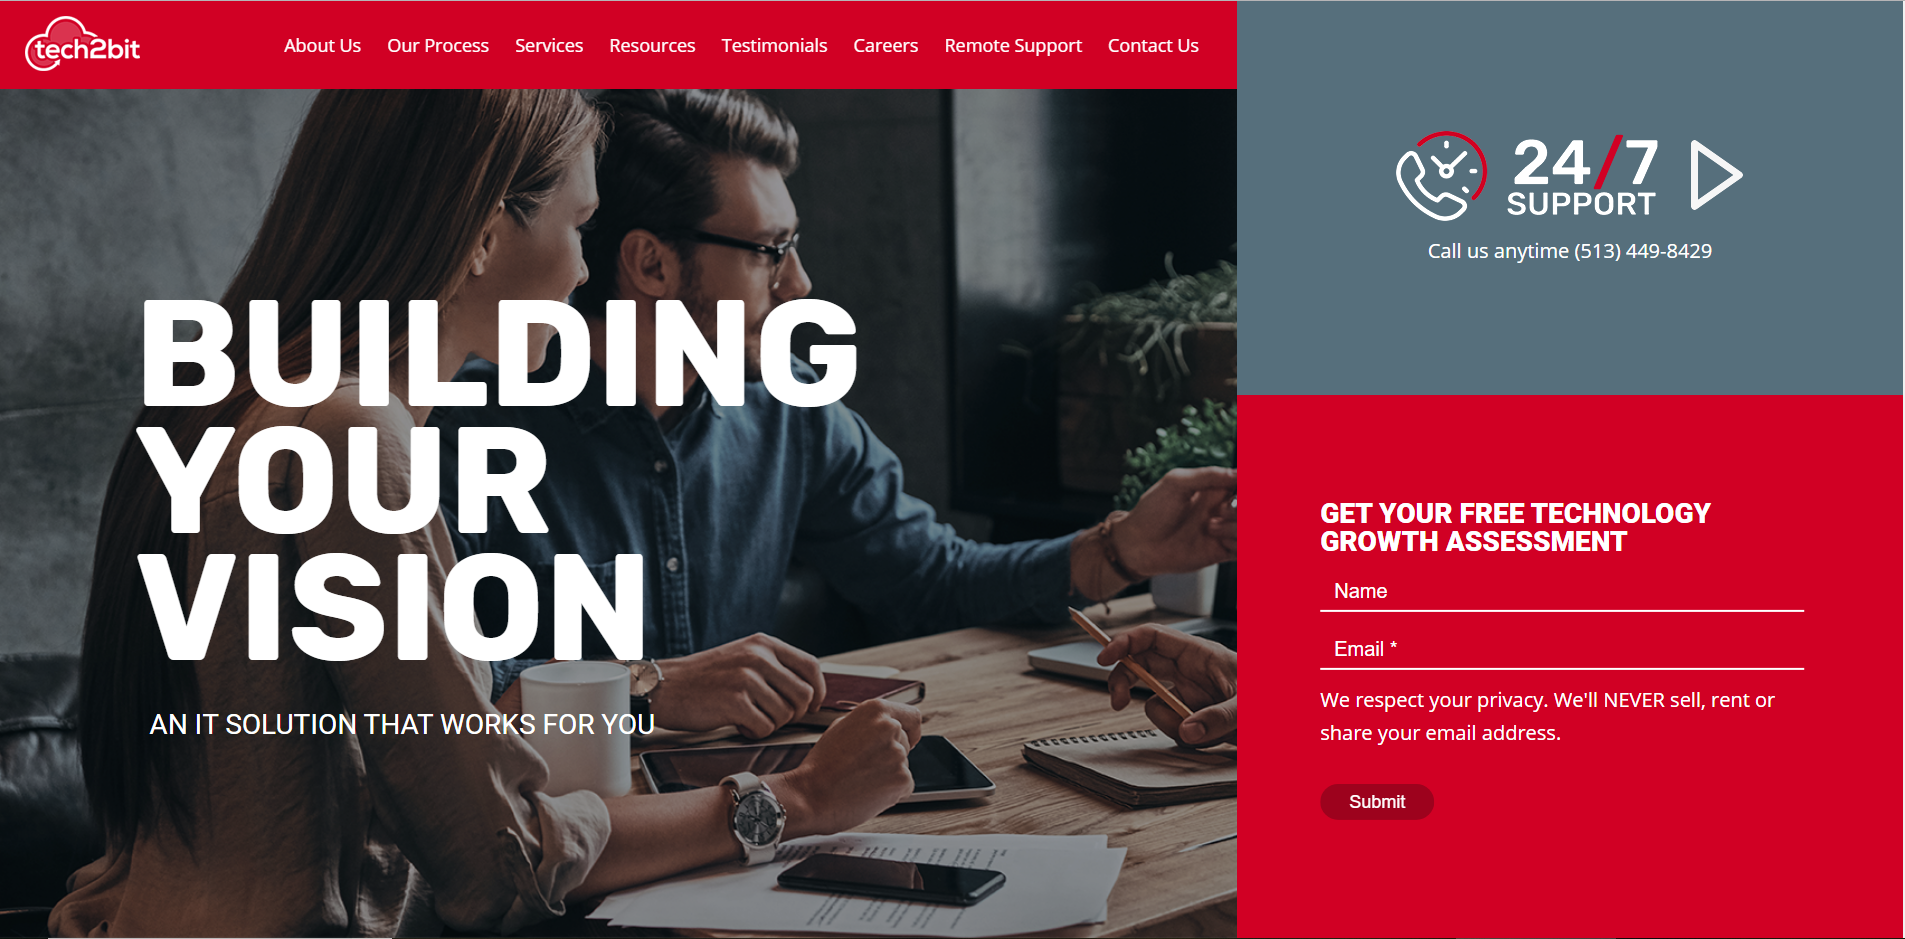 tech2bit
About Us Our Process Services Resources Testimonials Careers Remote Support Contact Us
BUILDING
YOUR
VISION
AN IT SOLUTION THAT WORKS FOR YOU
24/7
SUPPORT
Call us anytime (513) 449-8429
GET YOUR FREE TECHNOLOGY
GROWTH ASSESSMENT
Name
Email *
We respect your privacy. We'll NEVER sell, rent or
share your email address.
Submit